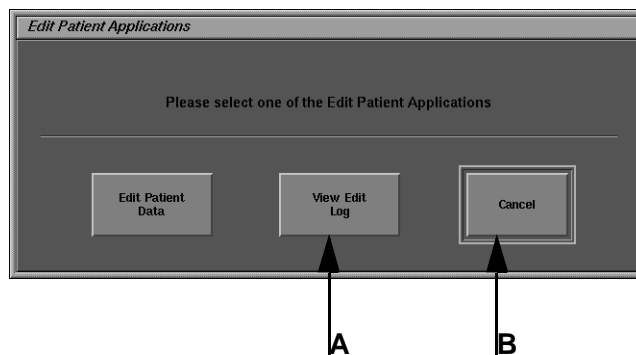 Edit Patient Applications
Please select one of the Edit Patient Applications
Edit Patient
Data
View Edit
Log
Cancel
A
B